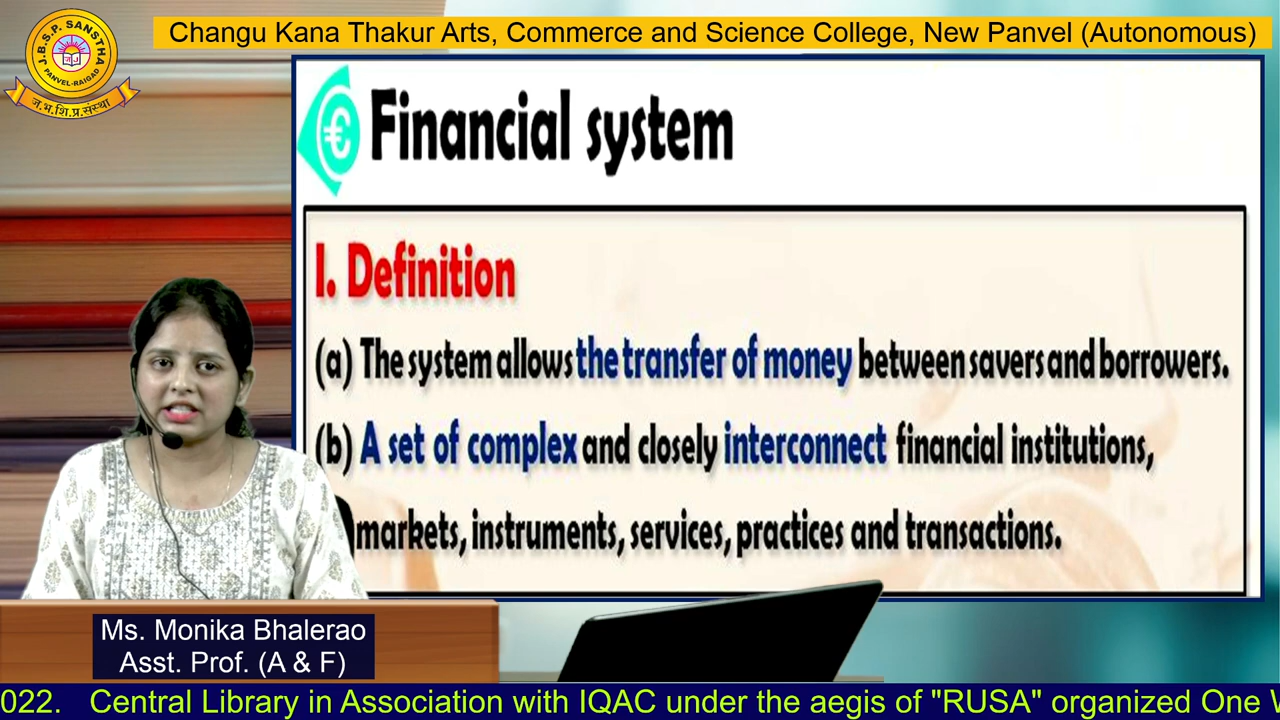 J.B.S.P. SANSTHA
PANVEL-RAIGAD
ज.भ.शि.प्र.संस्था
Changu Kana Thakur Arts, Commerce and Science College, New Panvel (Autonomous)
Financial system
I. Definition
(a) The system allows the transfer of money between savers and borrowers.
(b) A set of complex and closely interconnect financial institutions,
markets, instruments, services, practices and transactions.
Ms. Monika Bhalerao
Asst. Prof. (A & F)
022. Central Library in Association with IQAC under the aegis of "RUSA" organized One